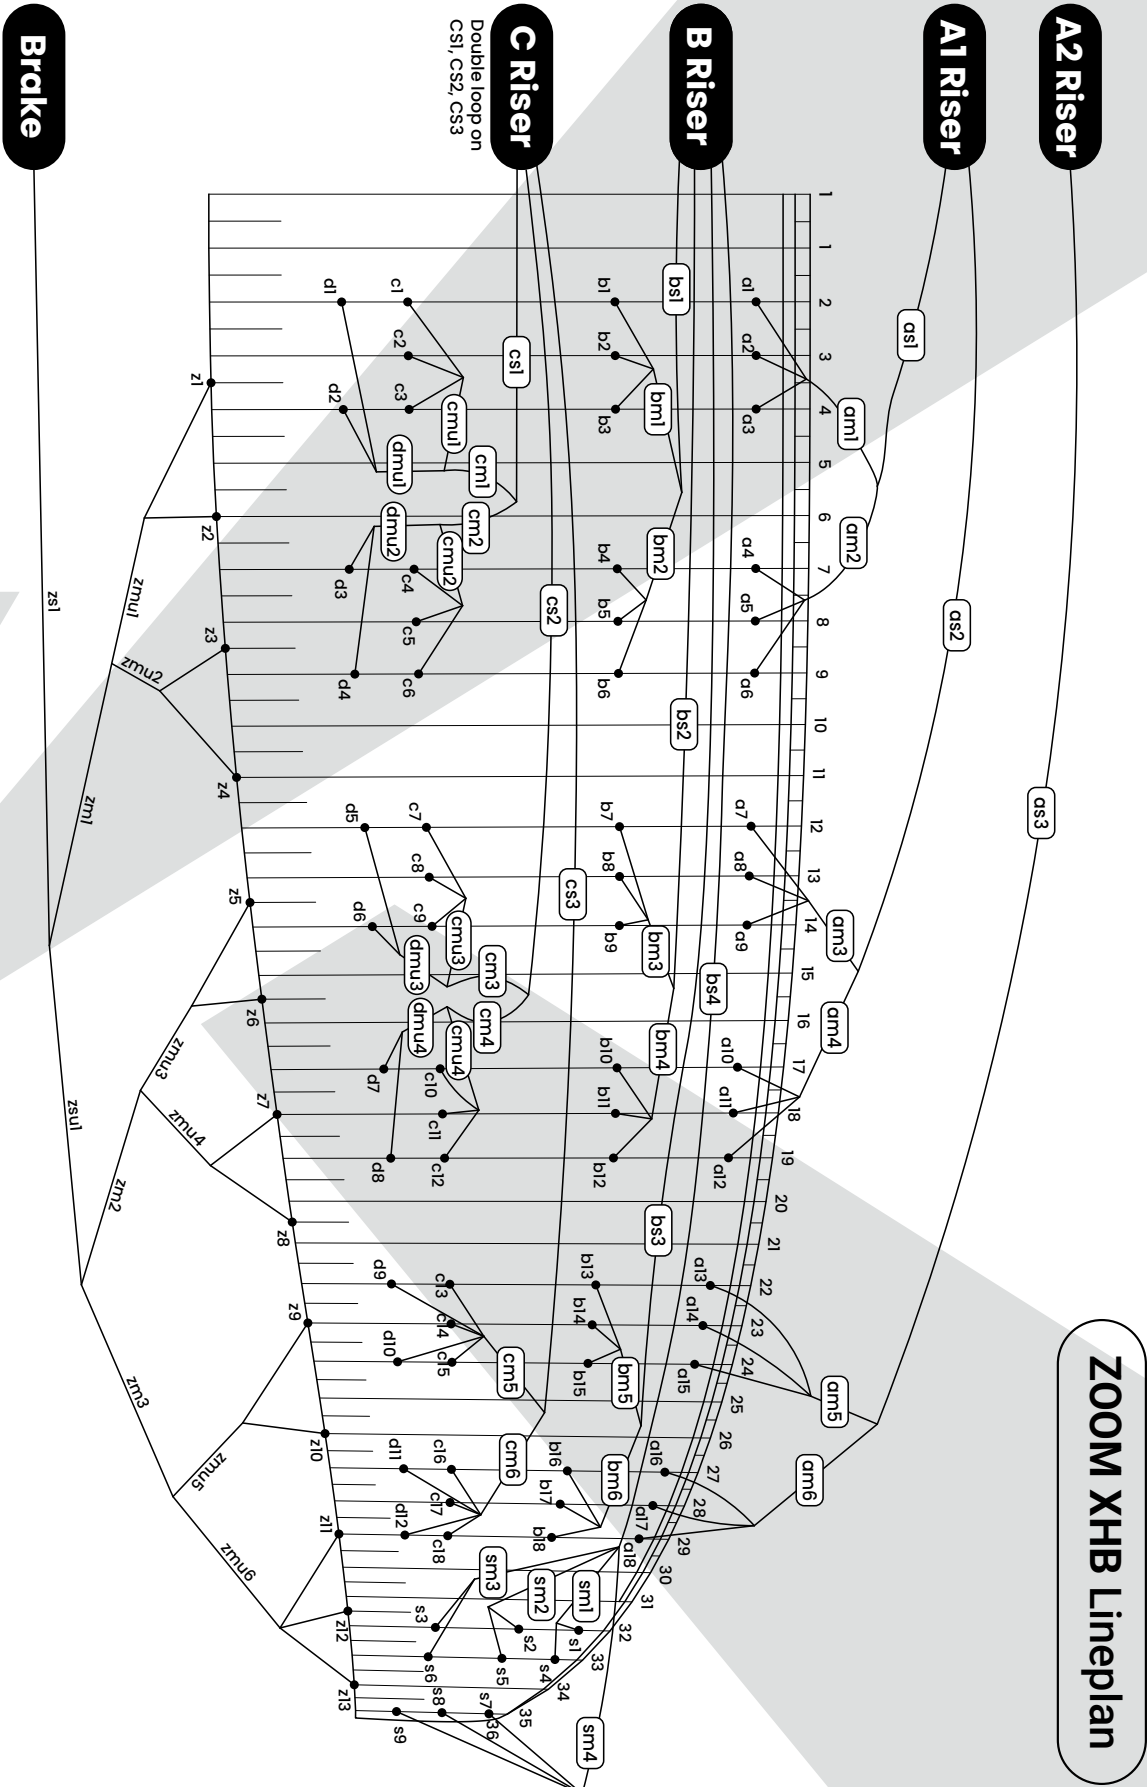 ZOOM XHB Lineplan
A2 Riser
A1 Riser
B Riser
C Riser
Double loop on
CS1, CS2, CS3
Brake
as3
as1
as2
am1
am2
am3
am4
am5
am6
1
1
2
3
4
5
6
7
8
9
10
11
12
13
14
15
16
17
18
19
20
21
22
23
24
25
26
27
28
29
30
31
32
33
34
35
36
a1
a2
a3
a4
a5
a6
a7
a8
a9
a10
a11
a12
a13
a14
a15
a16
a17
a18
bs1
bs2
bs4
bs3
bm1
bm2
bm3
bm4
bm5
bm6
b1
b2
b3
b4
b5
b6
b7
b8
b9
b10
b11
b12
b13
b14
b15
b16
b17
b18
cs1
cs2
cs3
cm1
cm2
cm3
cm4
cm5
cm6
cmu1
cmu2
cmu3
cmu4
c1
c2
c3
c4
c5
c6
c7
c8
c9
c10
c11
c12
c13
c14
c15
c16
c17
c18
dmu1
dmu2
dmu3
dmu4
d1
d2
d3
d4
d5
d6
d7
d8
d9
d10
d11
d12
sm1
sm2
sm3
sm4
s1
s2
s3
s4
s5
s6
s7
s8
s9
z1
z2
z3
z4
z5
z6
z7
z8
z9
z10
z11
z12
z13
zmu1
zmu2
zmu3
zmu4
zmu5
zmu6
zm1
zm2
zm3
zs1
zsu1